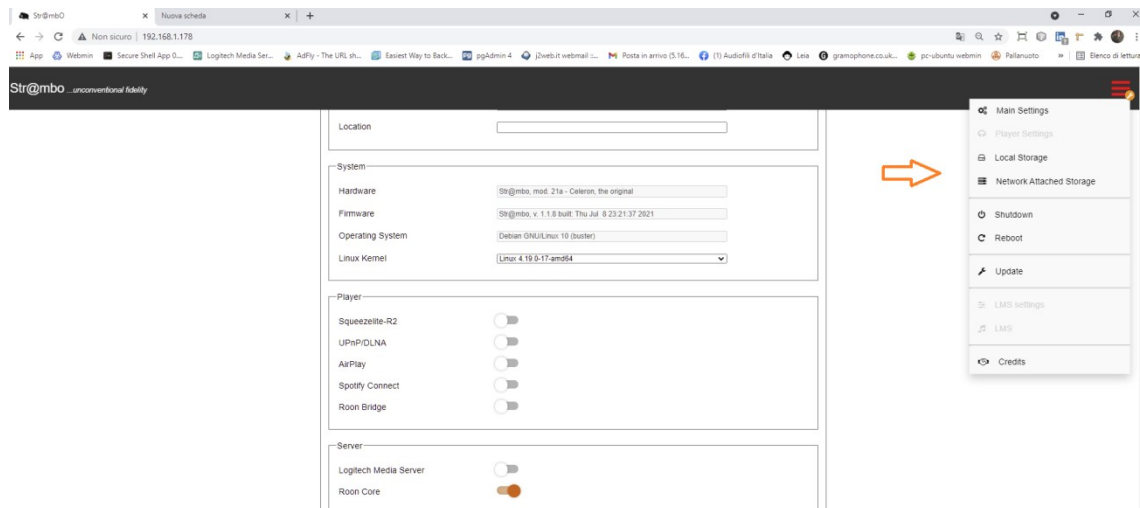 Str@mbO
Nuova scheda
Non sicuro | 192.168.1.178
App Webmin Secure Shell App 0... Logitech Media Ser... AdFly - The URL sh... Easiest Way to Back... pgAdmin 4 j2web.it webmail ::... Posta in arrivo (5.16... (1) Audiofili d'Italia Leia gramophone.co.uk... pc-ubuntu webmin Pallanuoto » Elenco di lettura
Str@mbo ...unconventional fidelity
Location
System
Hardware Str@mbo, mod. 21a - Celeron, the original
Firmware Str@mbo, v. 1.1.8 built: Thu Jul 8 23:21:37 2021
Operating System Debian GNU/Linux 10 (buster)
Linux Kernel Linux 4.19.0-17-amd64
Player
Squeezelite-R2
UPnP/DLNA
AirPlay
Spotify Connect
Roon Bridge
Server
Logitech Media Server
Roon Core
Main Settings
Player Settings
Local Storage
Network Attached Storage
Shutdown
Reboot
Update
LMS settings
LMS
Credits